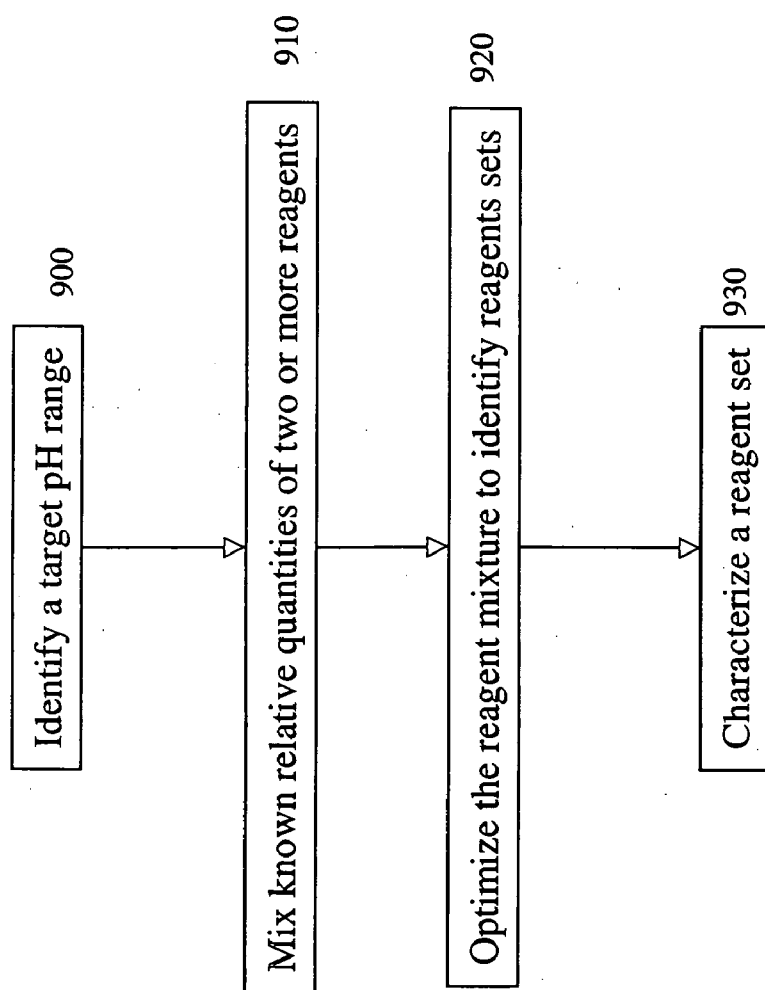 Identify a target pH range
900
Mix known relative quantities of two or more reagents
910
Optimize the reagent mixture to identify reagents sets
920
Characterize a reagent set
930